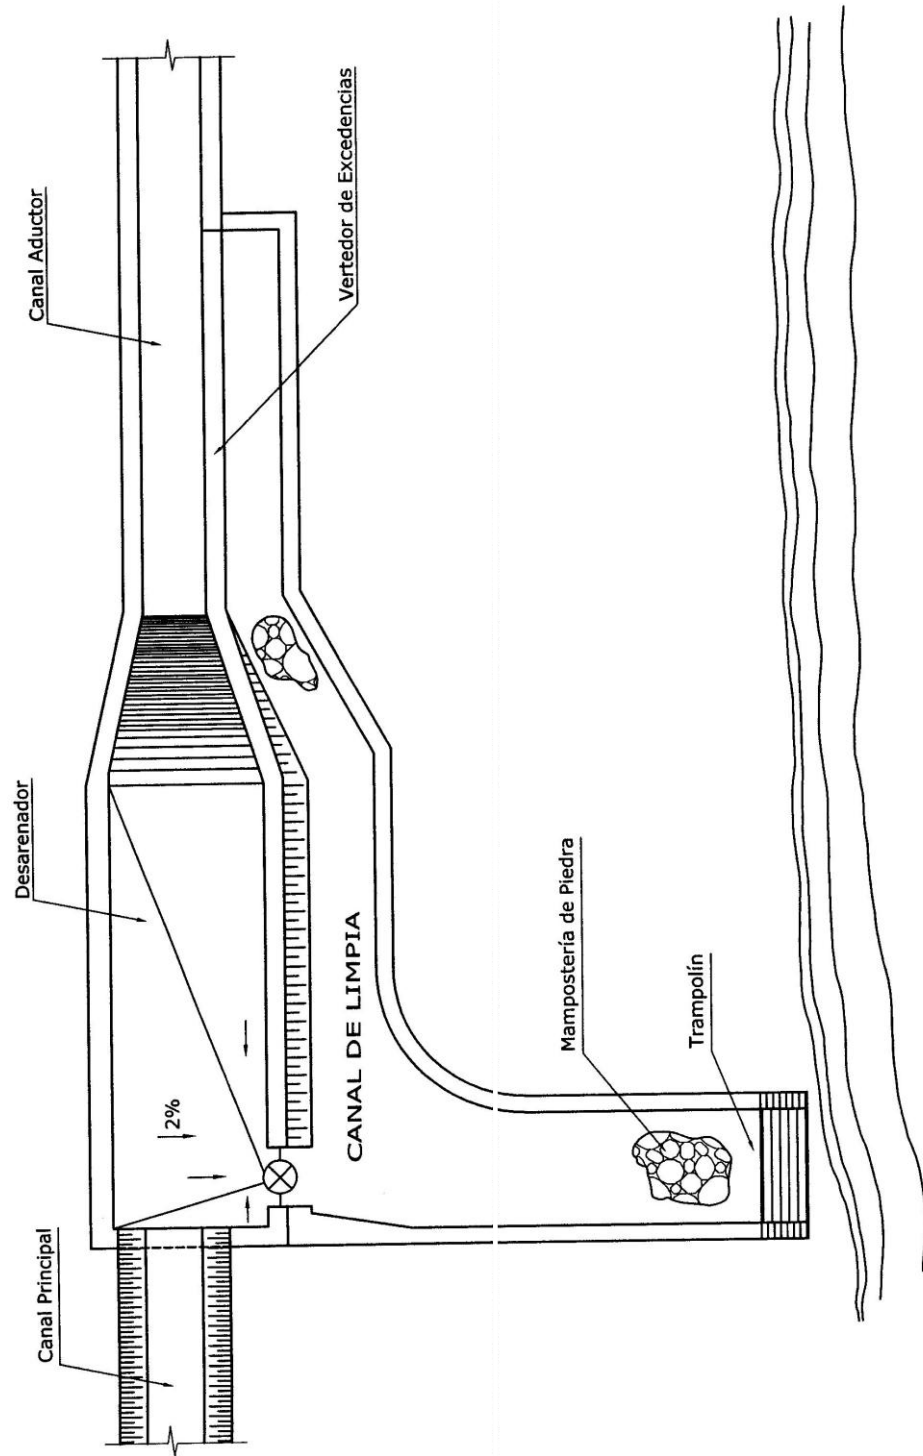 Canal Principal
Desarenador
Canal Aductor
2%
Vertedor de Excedencias
CANAL DE LIMPIA
Mampostería de Piedra
Trampolín